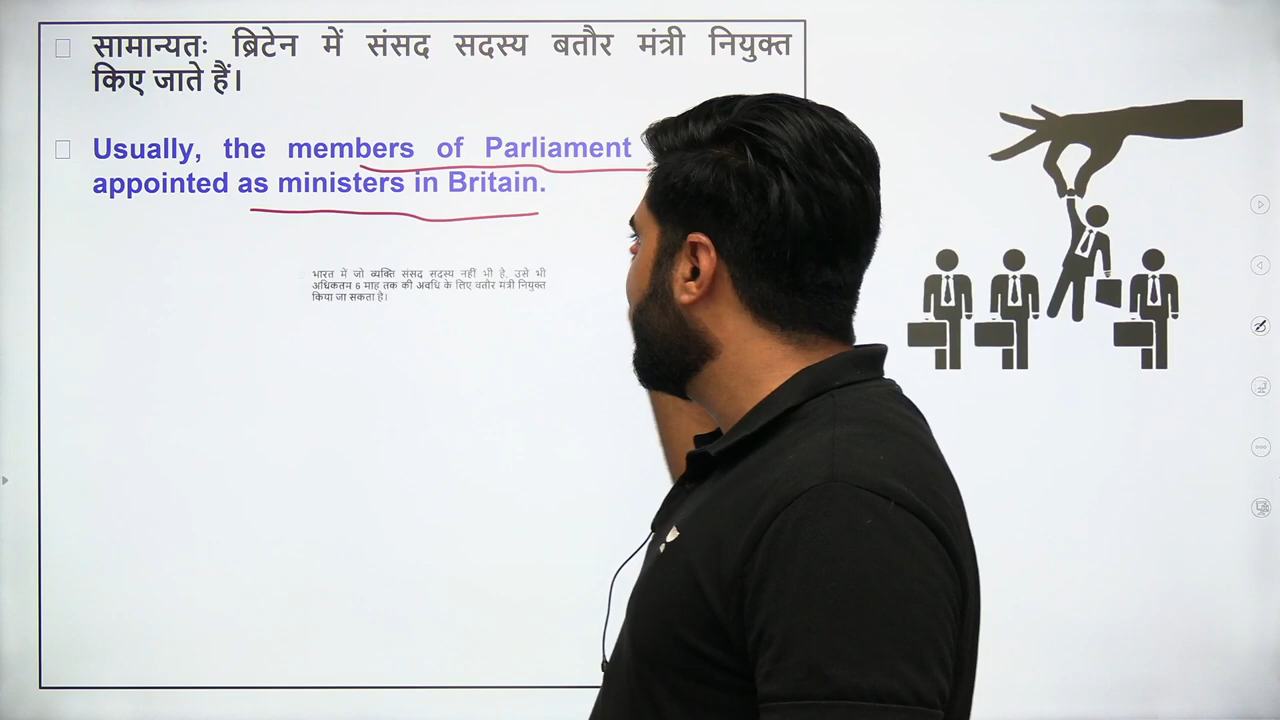 सामान्यतः ब्रिटेन में संसद सदस्य बतौर मंत्री नियुक्त
किए जाते हैं।
Usually, the members of Parliament
appointed as ministers in Britain.
भारत में जो व्यक्ति संसद सदस्य नहीं भी है, उसे भी
अधिकतम 6 माह तक की अवधि के लिए बतौर मंत्री नियुक्त
किया जा सकता है।